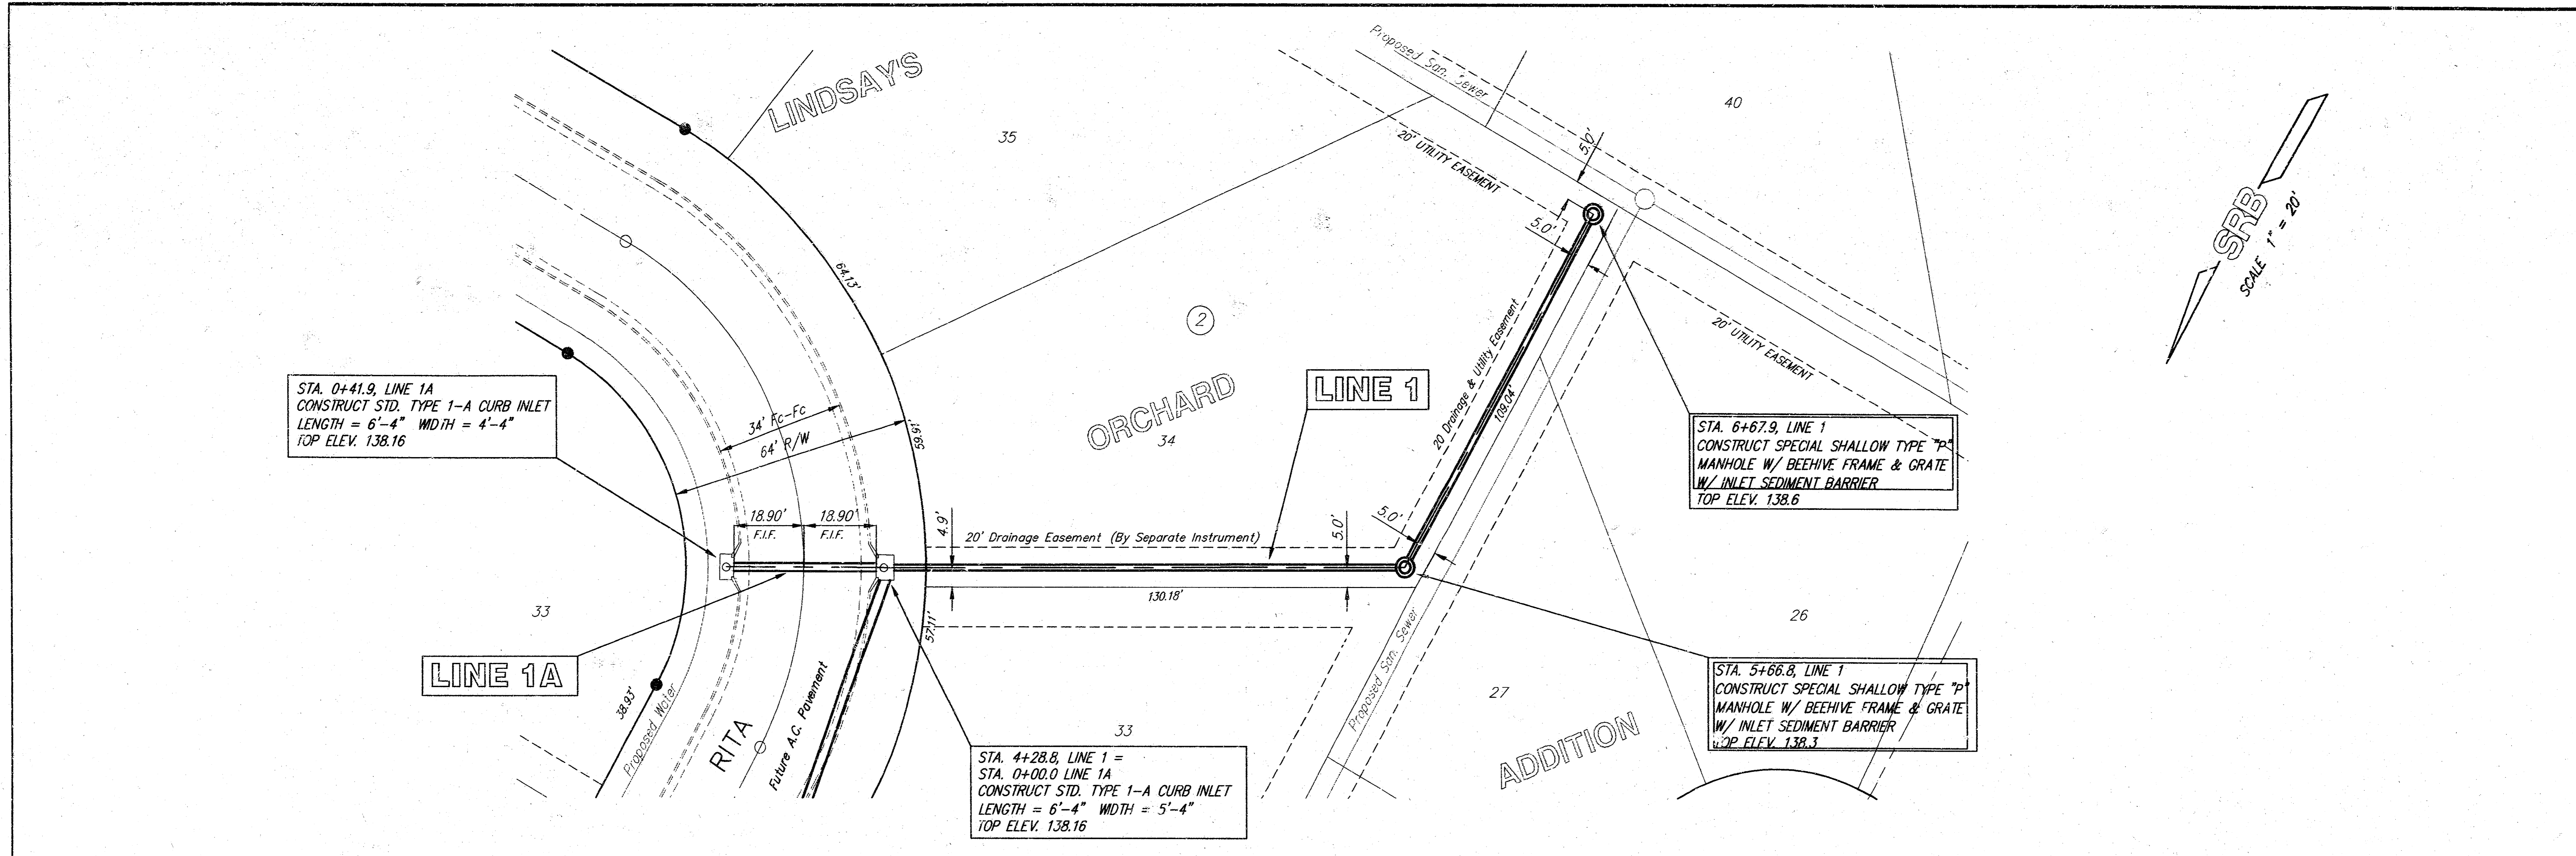 LINDSAY'S
35
Proposed San. Sewer
40
5.0'
20' UTILITY EASEMENT
5.0'
SRB
SCALE 1" = 20'
64.13'
2
20' UTILITY EASEMENT
20' Drainage & Utility Easement
109.04'
LINE 1
ORCHARD
34
STA. 0+41.9, LINE 1A
CONSTRUCT STD. TYPE 1-A CURB INLET
LENGTH = 6'-4" WIDTH = 4'-4"
TOP ELEV. 138.16
34' Fc-Fc
64' R/W
59.91'
STA. 6+67.9, LINE 1
CONSTRUCT SPECIAL SHALLOW TYPE "P"
MANHOLE W/ BEEHIVE FRAME & GRATE
W/ INLET SEDIMENT BARRIER
TOP ELEV. 138.6
18.90'
F.I.F.
18.90'
F.I.F.
4.9'
20' Drainage Easement (By Separate Instrument)
5.0'
5.0'
130.18'
33
57.11'
26
LINE 1A
38.93'
Proposed Water
RITA
Future A.C. Pavement
33
Proposed San. Sewer
27
ADDITION
STA. 5+66.8, LINE 1
CONSTRUCT SPECIAL SHALLOW TYPE "P"
MANHOLE W/ BEEHIVE FRAME & GRATE
W/ INLET SEDIMENT BARRIER
TOP ELEV. 138.3
STA. 4+28.8, LINE 1 =
STA. 0+00.0 LINE 1A
CONSTRUCT STD. TYPE 1-A CURB INLET
LENGTH = 6'-4" WIDTH = 5'-4"
TOP ELEV. 138.16